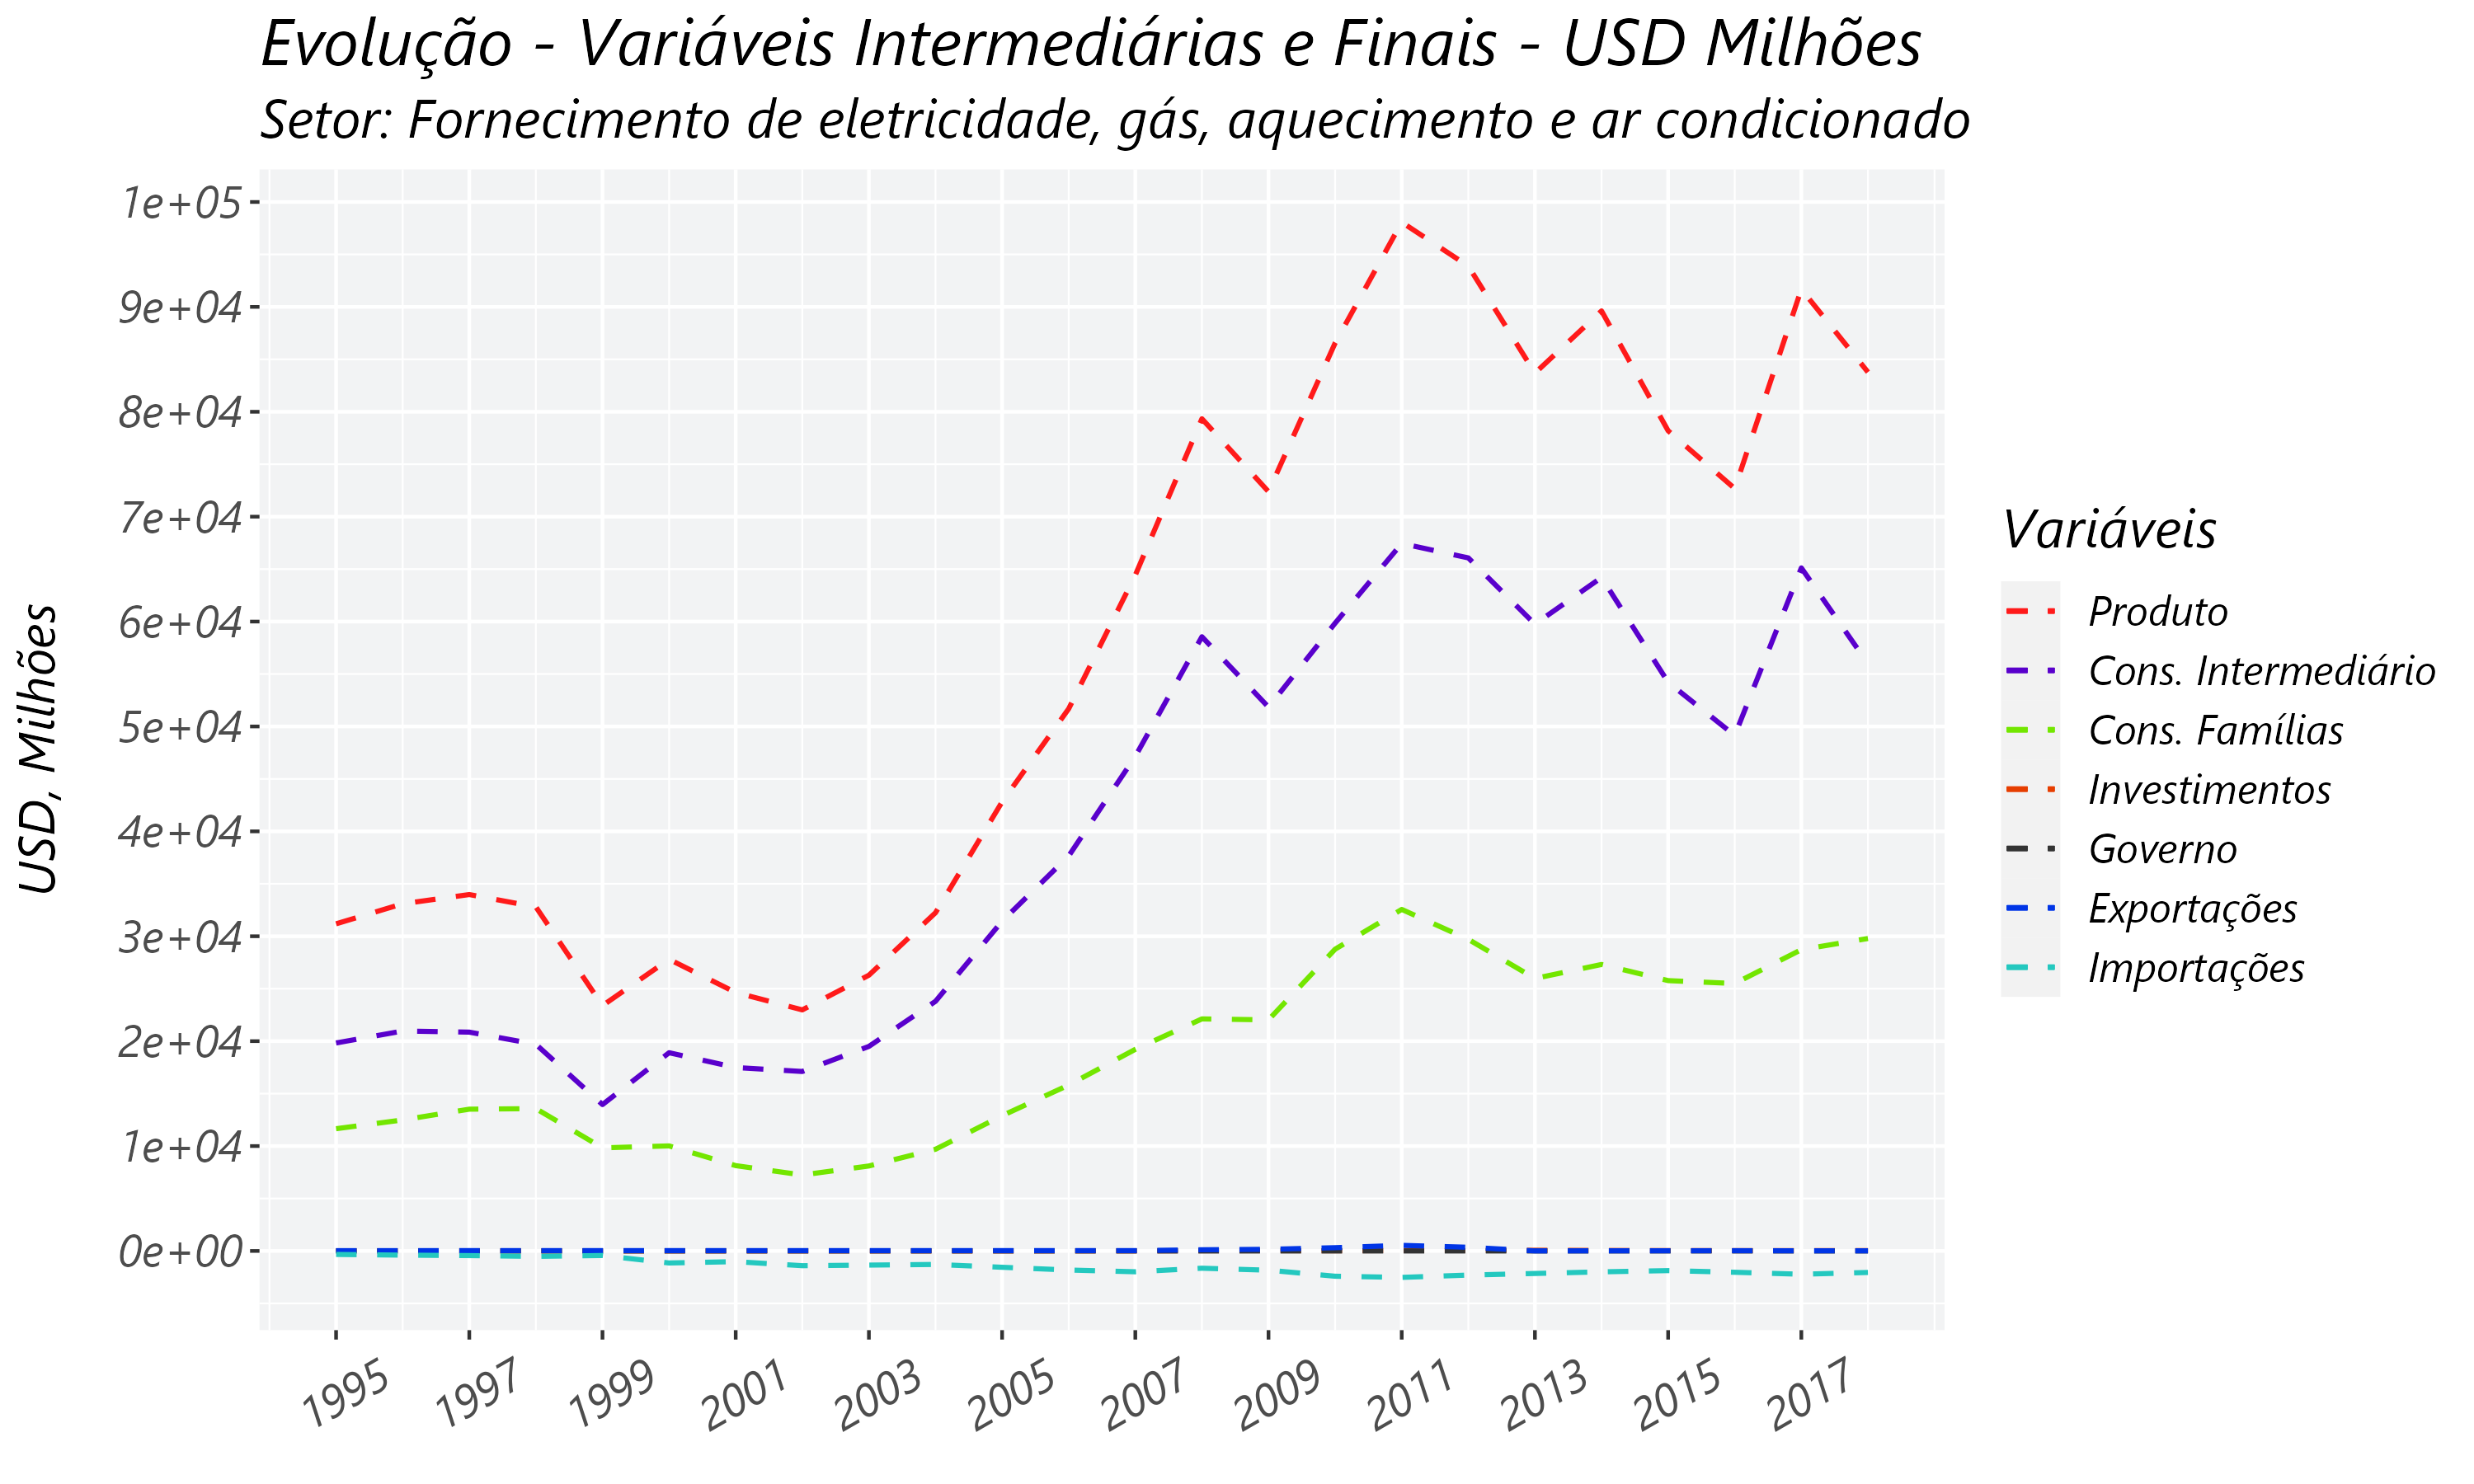 Evolução - Variáveis Intermediárias e Finais - USD Milhões
Setor: Fornecimento de eletricidade, gás, aquecimento e ar condicionado
USD, Milhões
1e+05
9e+04
8e+04
7e+04
6e+04
5e+04
4e+04
3e+04
2e+04
1e+04
0e+00
1995
1997
1999
2001
2003
2005
2007
2009
2011
2013
2015
2017
Variáveis
Produto
Cons. Intermediário
Cons. Famílias
Investimentos
Governo
Exportações
Importações